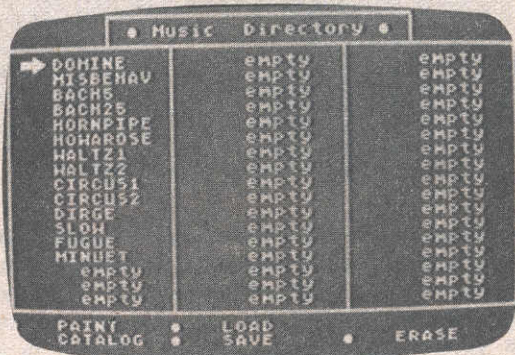 Music Directory
DOMINE empty empty
MISBEHAV empty empty
BACH5 empty empty
BACH25 empty empty
HORNPIPE empty empty
HOWAROSE empty empty
WALTZ1 empty empty
WALTZ2 empty empty
CIRCUS1 empty empty
CIRCUS2 empty empty
DIRGE empty empty
SLOW empty empty
FUGUE empty empty
MINUET empty empty
empty empty empty
empty empty empty
empty empty empty
PRINT LOAD
CATALOG SAVE ERASE